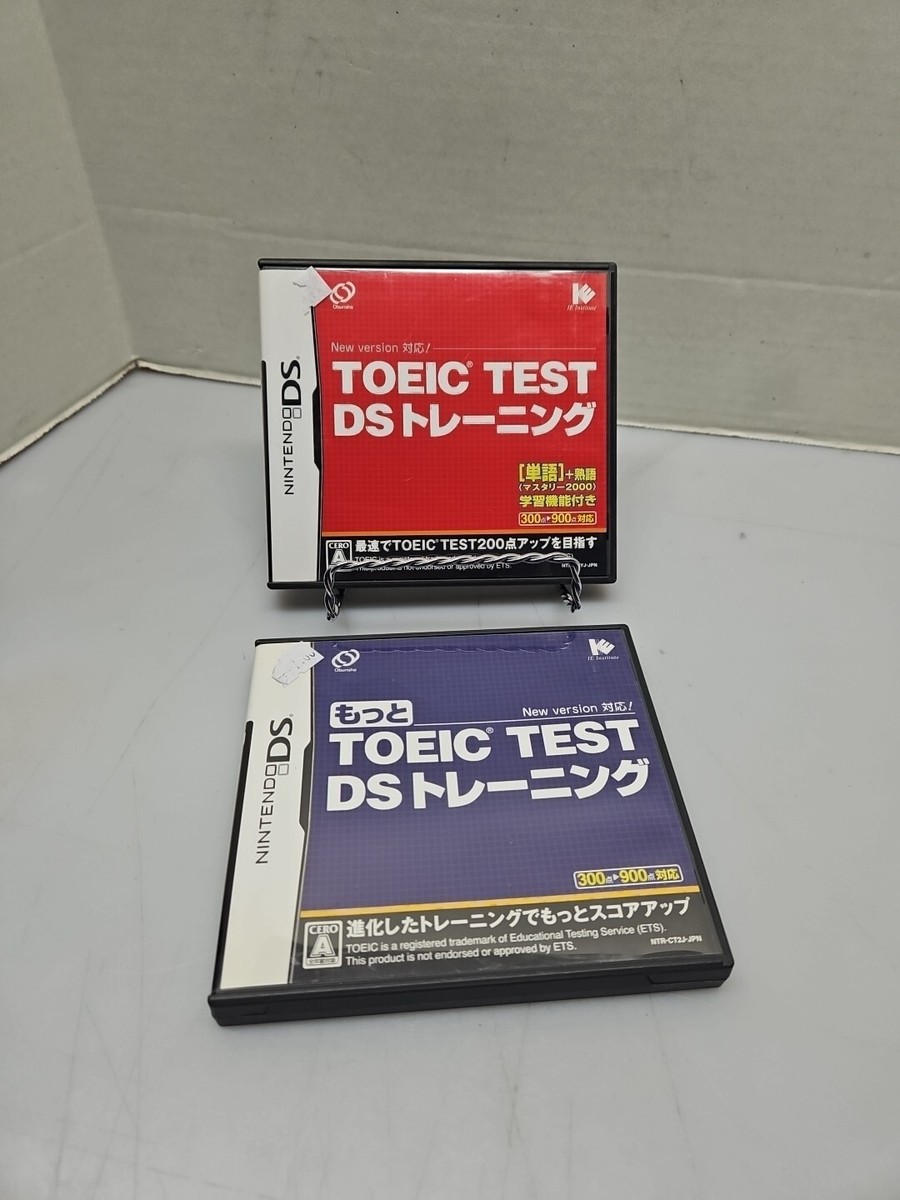 Obunsha
IE Institute
New version 対応!
TOEIC® TEST
DSトレーニング
[単語]+熟語
(マスタリー2000)
学習機能付き
300点▶900点対応
NINTENDO DS
CERO
A
最速でTOEIC® TEST200点アップを目指す
or approved by ETS.
Obunsha
IE Institute
もっと
New version 対応!
TOEIC® TEST
DSトレーニング
300点▶900点対応
NINTENDO DS
CERO
A
進化したトレーニングでもっとスコアアップ
TOEIC is a registered trademark of Educational Testing Service (ETS).
This product is not endorsed or approved by ETS.
NTR-CT2J-JPN